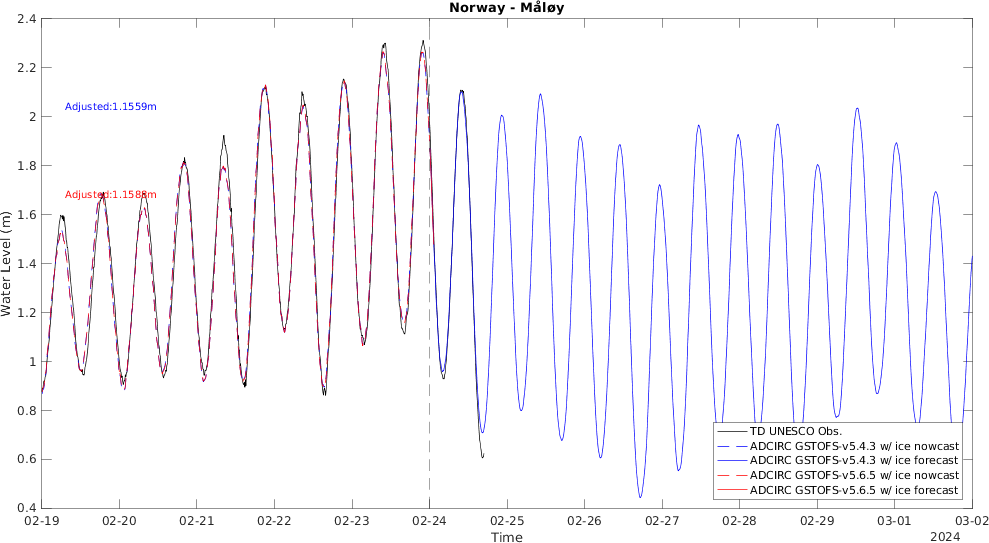 Norway - Måløy
2.4
2.2
2
1.8
1.6
1.4
1.2
1
0.8
0.6
0.4
Water Level (m)
Adjusted:1.1559m
Adjusted:1.1588m
TD UNESCO Obs.
ADCIRC GSTOFS-v5.4.3 w/ ice nowcast
ADCIRC GSTOFS-v5.4.3 w/ ice forecast
ADCIRC GSTOFS-v5.6.5 w/ ice nowcast
ADCIRC GSTOFS-v5.6.5 w/ ice forecast
02-19 02-20 02-21 02-22 02-23 02-24 02-25 02-26 02-27 02-28 02-29 03-01 03-02
Time
2024